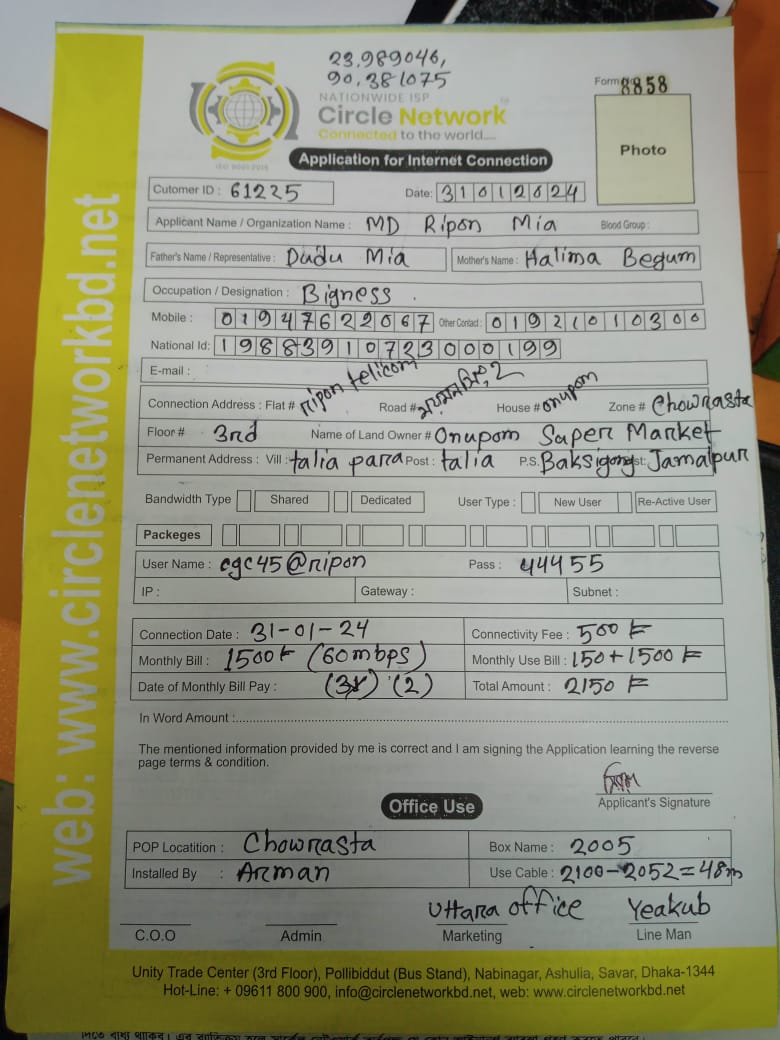 23.989046,
90.381075
NATIONWIDE ISP
Circle Network
Connected to the world....
ISO 9001:2015
Form 8858
Photo
Application for Internet Connection
Cutomer ID : 61225 Date: 31012024
Applicant Name / Organization Name : MD Ripon Mia Blood Group :
Father's Name / Representative : Dudu Mia Mother's Name : Halima Begum
Occupation / Designation : Bigness .
Mobile : 01947622067 Other Contact : 01921010300
National Id: 19883910723000199
E-mail :
Connection Address : Flat # Ripon telicom Road # 2 House # onupom Zone # Chowrasta
Floor # 3rd Name of Land Owner # Onupom Super Market
Permanent Address : Vill : talia para Post : talia P.S. Baksigong st: Jamalpur
Bandwidth Type Shared Dedicated User Type : New User Re-Active User
Packeges
User Name : cgc45@ripon Pass : 44455
IP : Gateway : Subnet :
Connection Date : 31-01-24 Connectivity Fee : 500 ৳
Monthly Bill : 1500৳ (60mbps) Monthly Use Bill : 150+1500 ৳
Date of Monthly Bill Pay : (2) Total Amount : 2150 ৳
In Word Amount :
The mentioned information provided by me is correct and I am signing the Application learning the reverse
page terms & condition.
Applicant's Signature
Office Use
POP Locatition : Chowrasta Box Name : 2005
Installed By : Arman Use Cable : 2100-2052=48m
Uttara office Yeakub
C.O.O Admin Marketing Line Man
Unity Trade Center (3rd Floor), Pollibiddut (Bus Stand), Nabinagar, Ashulia, Savar, Dhaka-1344
Hot-Line: + 09611 800 900, info@circlenetworkbd.net, web: www.circlenetworkbd.net
web: www.circlenetworkbd.net